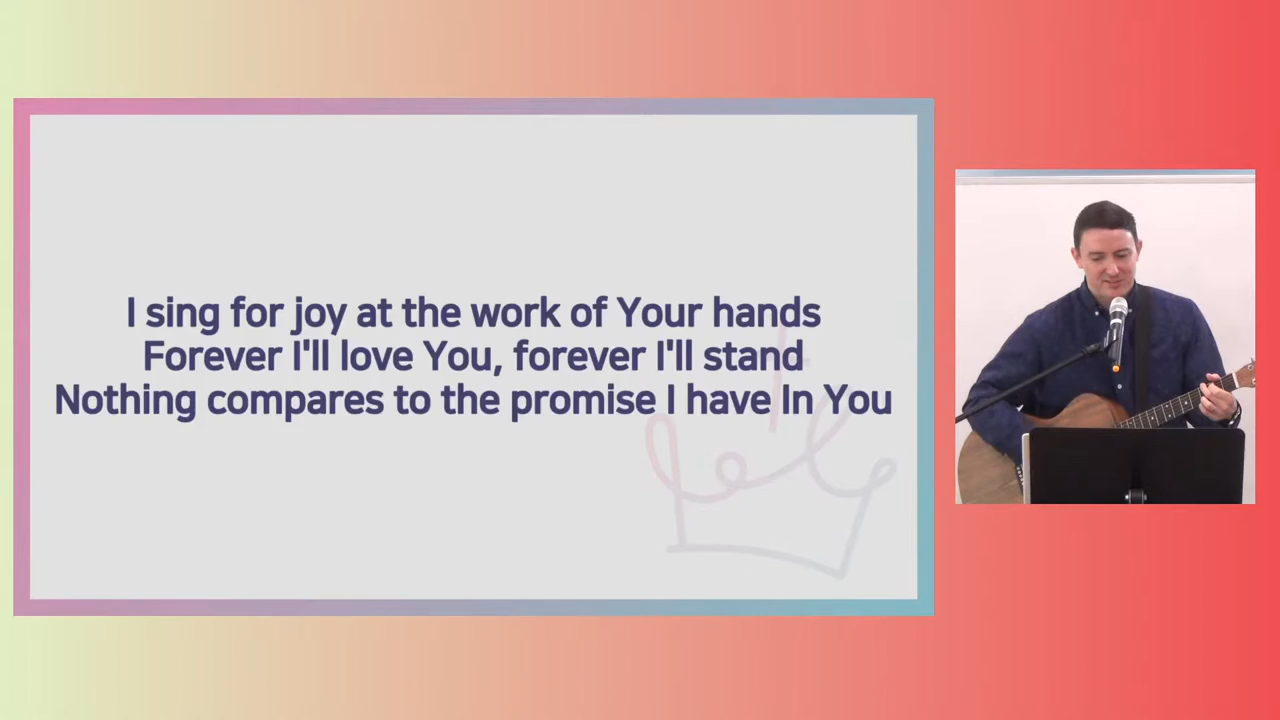 I sing for joy at the work of Your hands
Forever I'll love You, forever I'll stand
Nothing compares to the promise I have In You